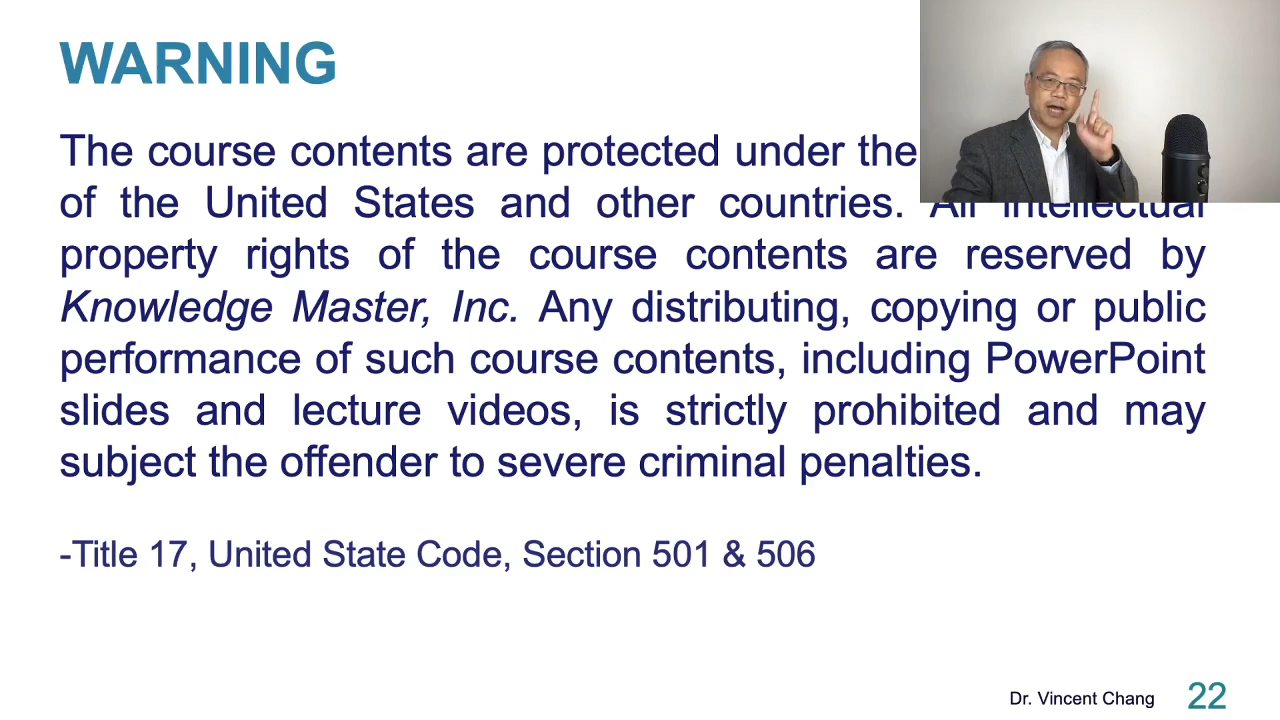 WARNING
The course contents are protected under the
of the United States and other countries. All intellectual
property rights of the course contents are reserved by
Knowledge Master, Inc. Any distributing, copying or public
performance of such course contents, including PowerPoint
slides and lecture videos, is strictly prohibited and may
subject the offender to severe criminal penalties.
-Title 17, United State Code, Section 501 & 506
Dr. Vincent Chang
22